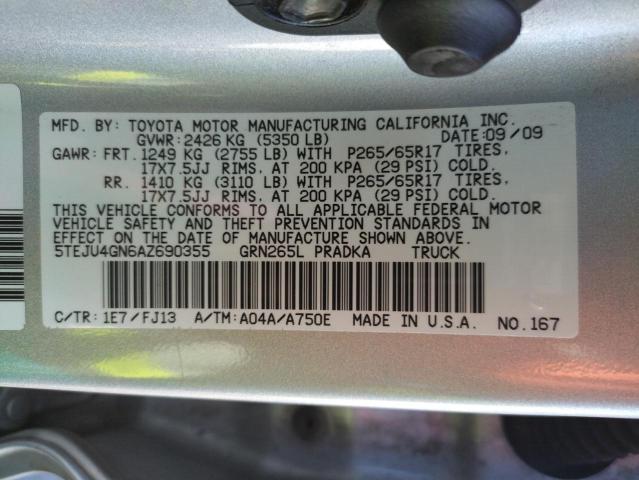 MFD. BY: TOYOTA MOTOR MANUFACTURING CALIFORNIA INC.
GVWR: 2426 KG (5350 LB) DATE: 09/09
GAWR: FRT. 1249 KG (2755 LB) WITH P265/65R17 TIRES,
17X7.5JJ RIMS, AT 200 KPA (29 PSI) COLD.
RR. 1410 KG (3110 LB) WITH P265/65R17 TIRES,
17X7.5JJ RIMS, AT 200 KPA (29 PSI) COLD.
THIS VEHICLE CONFORMS TO ALL APPLICABLE FEDERAL MOTOR
VEHICLE SAFETY AND THEFT PREVENTION STANDARDS IN
EFFECT ON THE DATE OF MANUFACTURE SHOWN ABOVE.
5TEJU4GN6AZ690355 GRN265L PRADKA TRUCK
C/TR: 1E7/FJ13 A/TM: A04A/A750E MADE IN U.S.A. NO.167